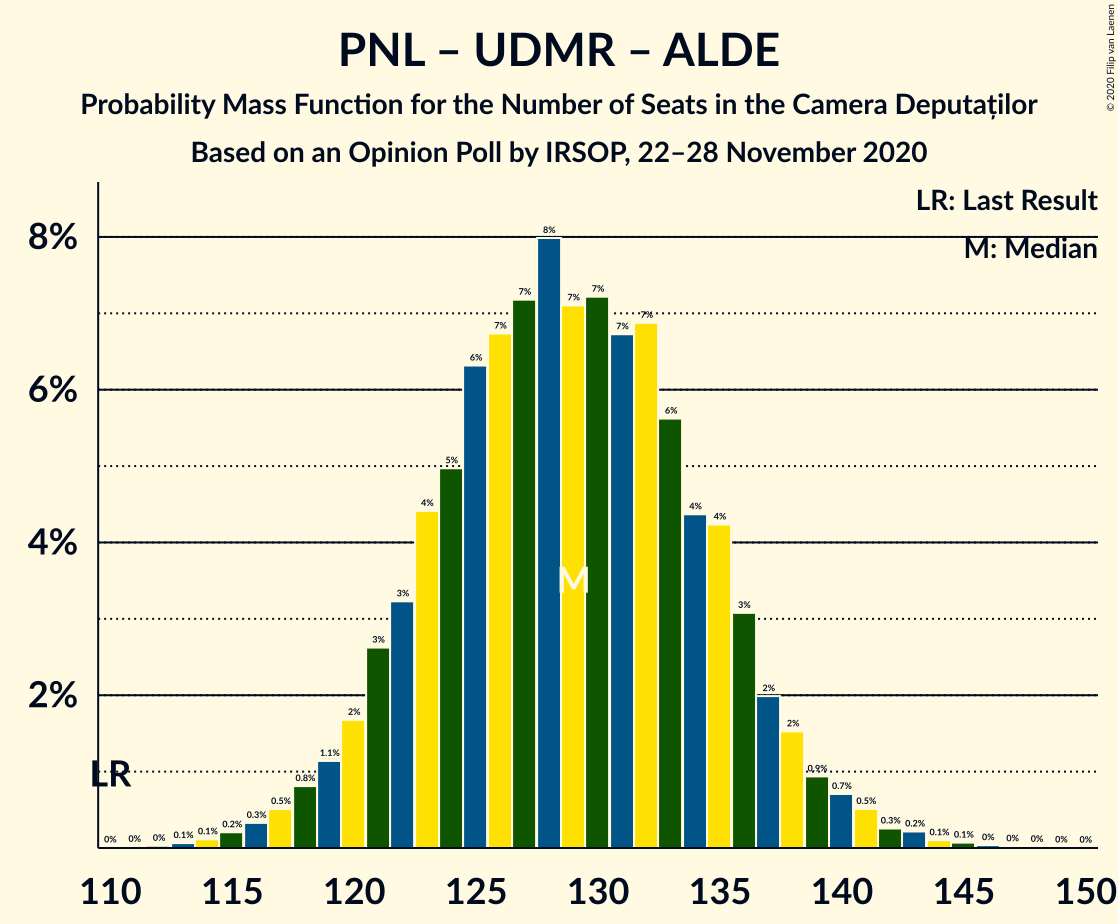 PNL – UDMR – ALDE
Probability Mass Function for the Number of Seats in the Camera Deputaților
Based on an Opinion Poll by IRSOP, 22–28 November 2020
© 2020 Filip van Laenen
LR: Last Result
M: Median
8%
6%
4%
2%
LR
M
0% 0% 0% 0.1% 0.1% 0.2% 0.3% 0.5% 0.8% 1.1% 2% 3% 3% 4% 5% 6% 7% 7% 8% 7% 7% 7% 7% 6% 4% 4% 3% 2% 2% 0.9% 0.7% 0.5% 0.3% 0.2% 0.1% 0.1% 0% 0% 0% 0% 0%
110 115 120 125 130 135 140 145 150